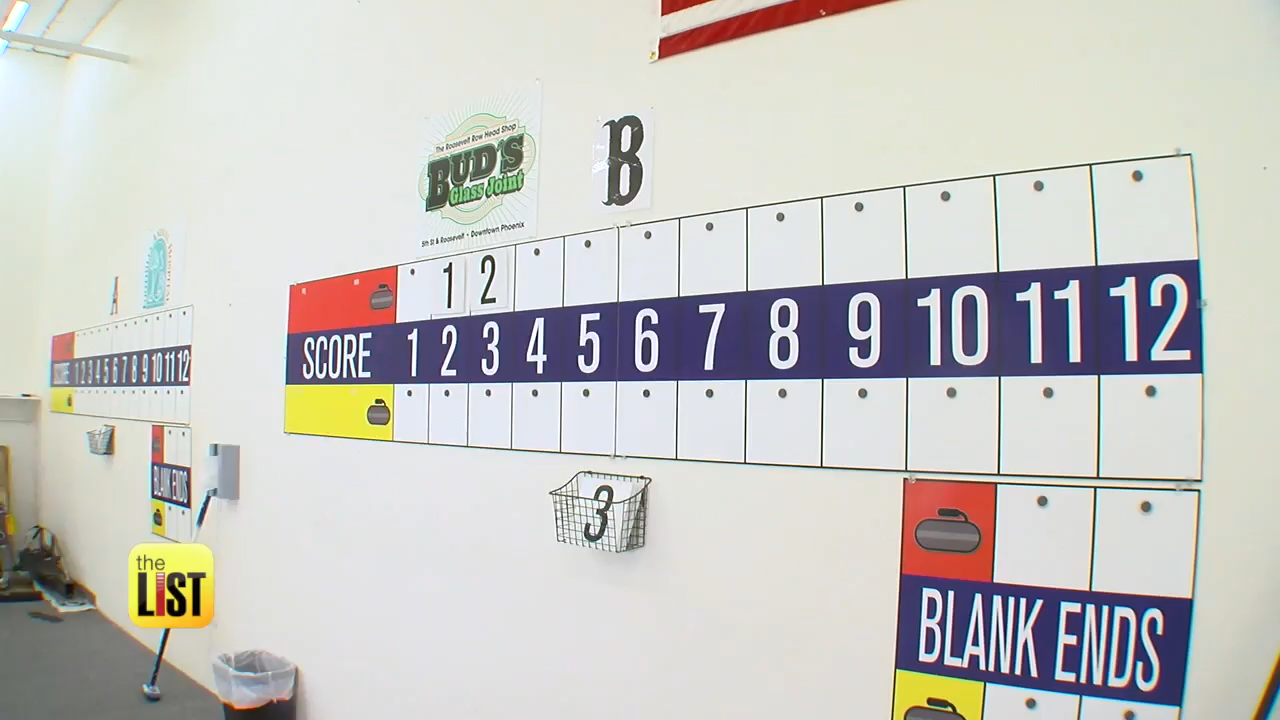 The Roosevelt Row Head Shop
BUD'S
Glass Joint
5th St & Roosevelt • Downtown Phoenix
B
1 2
SCORE 1 2 3 4 5 6 7 8 9 10 11 12
3
BLANK ENDS
A
SCORE 1 2 3 4 5 6 7 8 9 10 11 12
BLANK ENDS
the
LIST